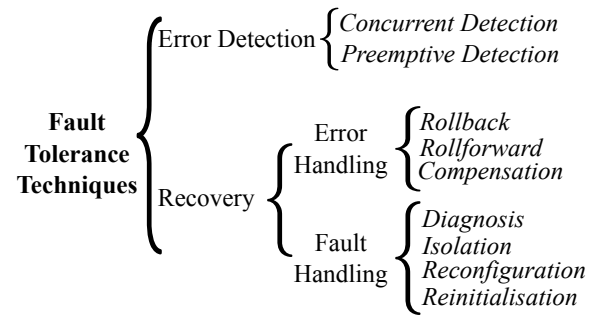 Fault
Tolerance
Techniques
Error Detection
Concurrent Detection
Preemptive Detection
Recovery
Error
Handling
Rollback
Rollforward
Compensation
Fault
Handling
Diagnosis
Isolation
Reconfiguration
Reinitialisation